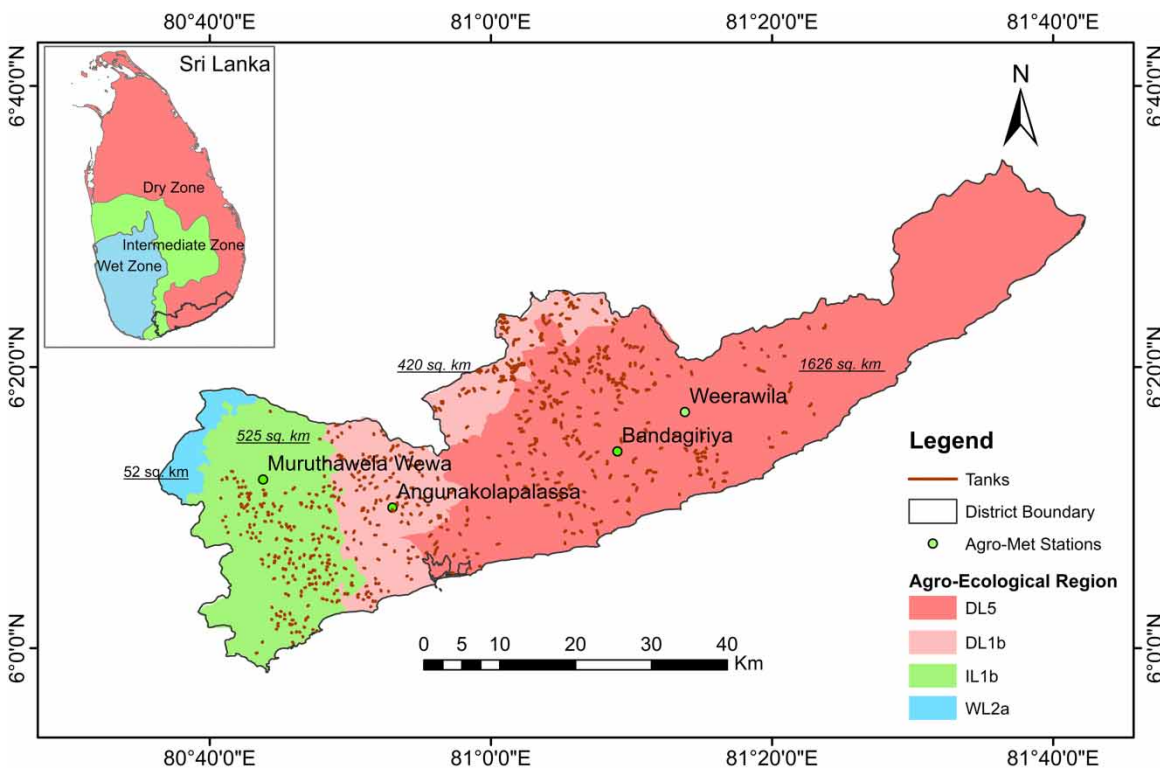 80°40'0"E
81°00'0"E
81°20'0"E
81°40'0"E
6°40'0"N
6°40'0"N
Sri Lanka
Dry Zone
Intermediate Zone
Wet Zone
N
6°20'0"N
6°20'0"N
420 sq. km
1626 sq. km
Weerawila
Bandagiriya
525 sq. km
52 sq. km
Muruthawela Wewa
Angunakolapalassa
Legend
Tanks
District Boundary
Agro-Met Stations
Agro-Ecological Region
DL5
DL1b
IL1b
WL2a
6°0'0"N
6°0'0"N
0 5 10 20 30 40
Km
80°40'0"E
81°00'0"E
81°20'0"E
81°40'0"E